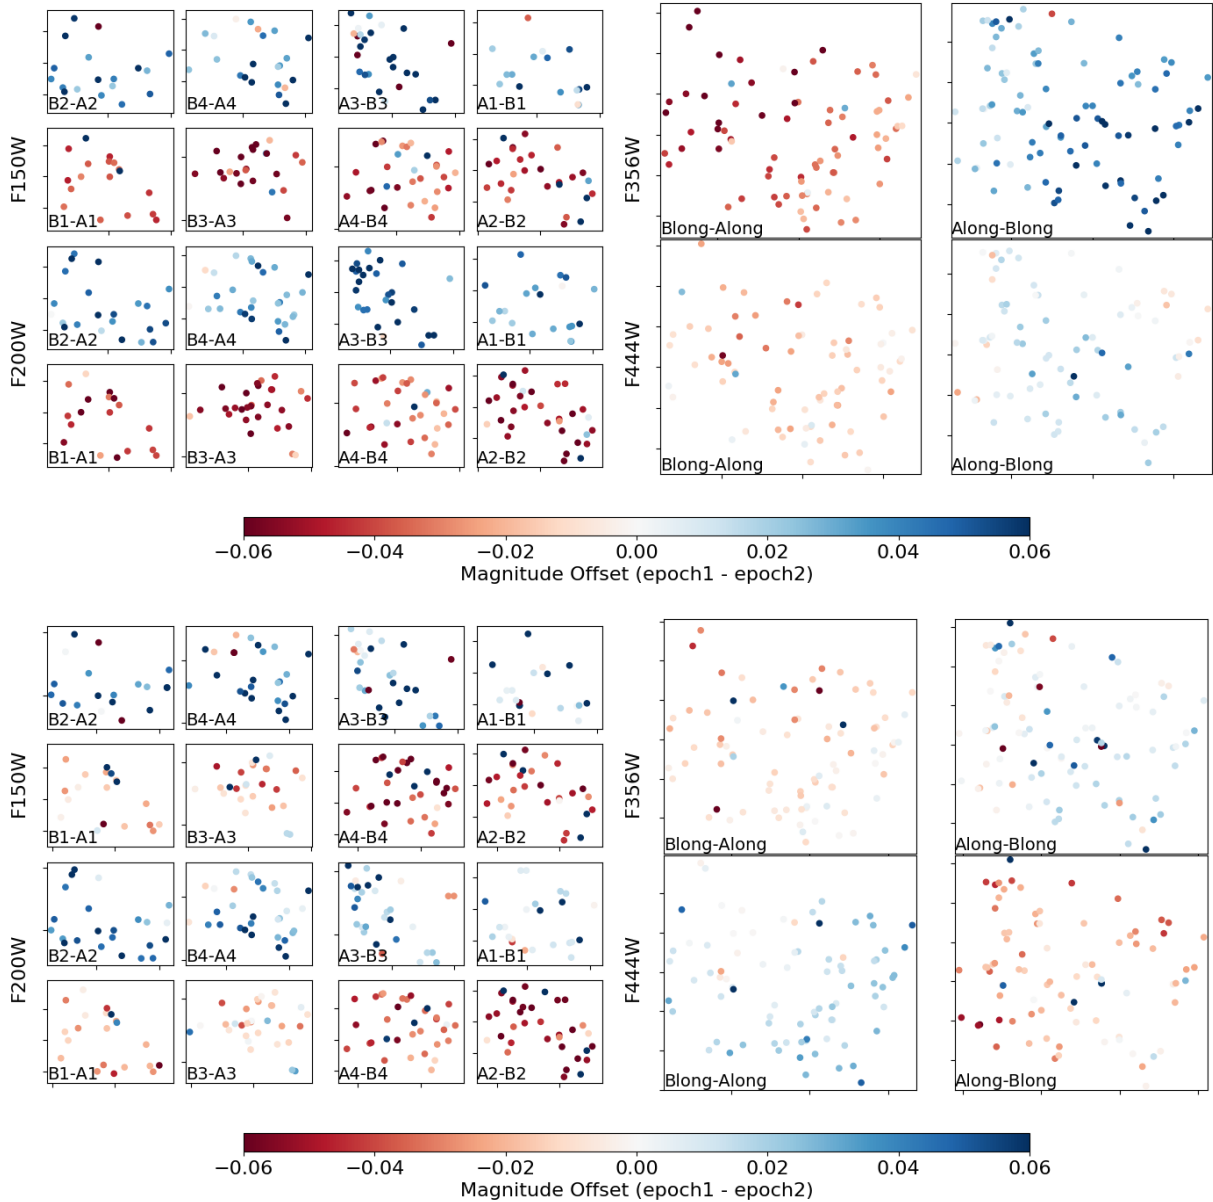 B2-A2
B4-A4
A3-B3
A1-B1
F150W
B1-A1
B3-A3
A4-B4
A2-B2
B2-A2
B4-A4
A3-B3
A1-B1
F200W
B1-A1
B3-A3
A4-B4
A2-B2
F356W
Blong-Along
Along-Blong
F444W
Blong-Along
Along-Blong
−0.06 −0.04 −0.02 0.00 0.02 0.04 0.06
Magnitude Offset (epoch1 - epoch2)
B2-A2
B4-A4
A3-B3
A1-B1
F150W
B1-A1
B3-A3
A4-B4
A2-B2
B2-A2
B4-A4
A3-B3
A1-B1
F200W
B1-A1
B3-A3
A4-B4
A2-B2
F356W
Blong-Along
Along-Blong
F444W
Blong-Along
Along-Blong
−0.06 −0.04 −0.02 0.00 0.02 0.04 0.06
Magnitude Offset (epoch1 - epoch2)